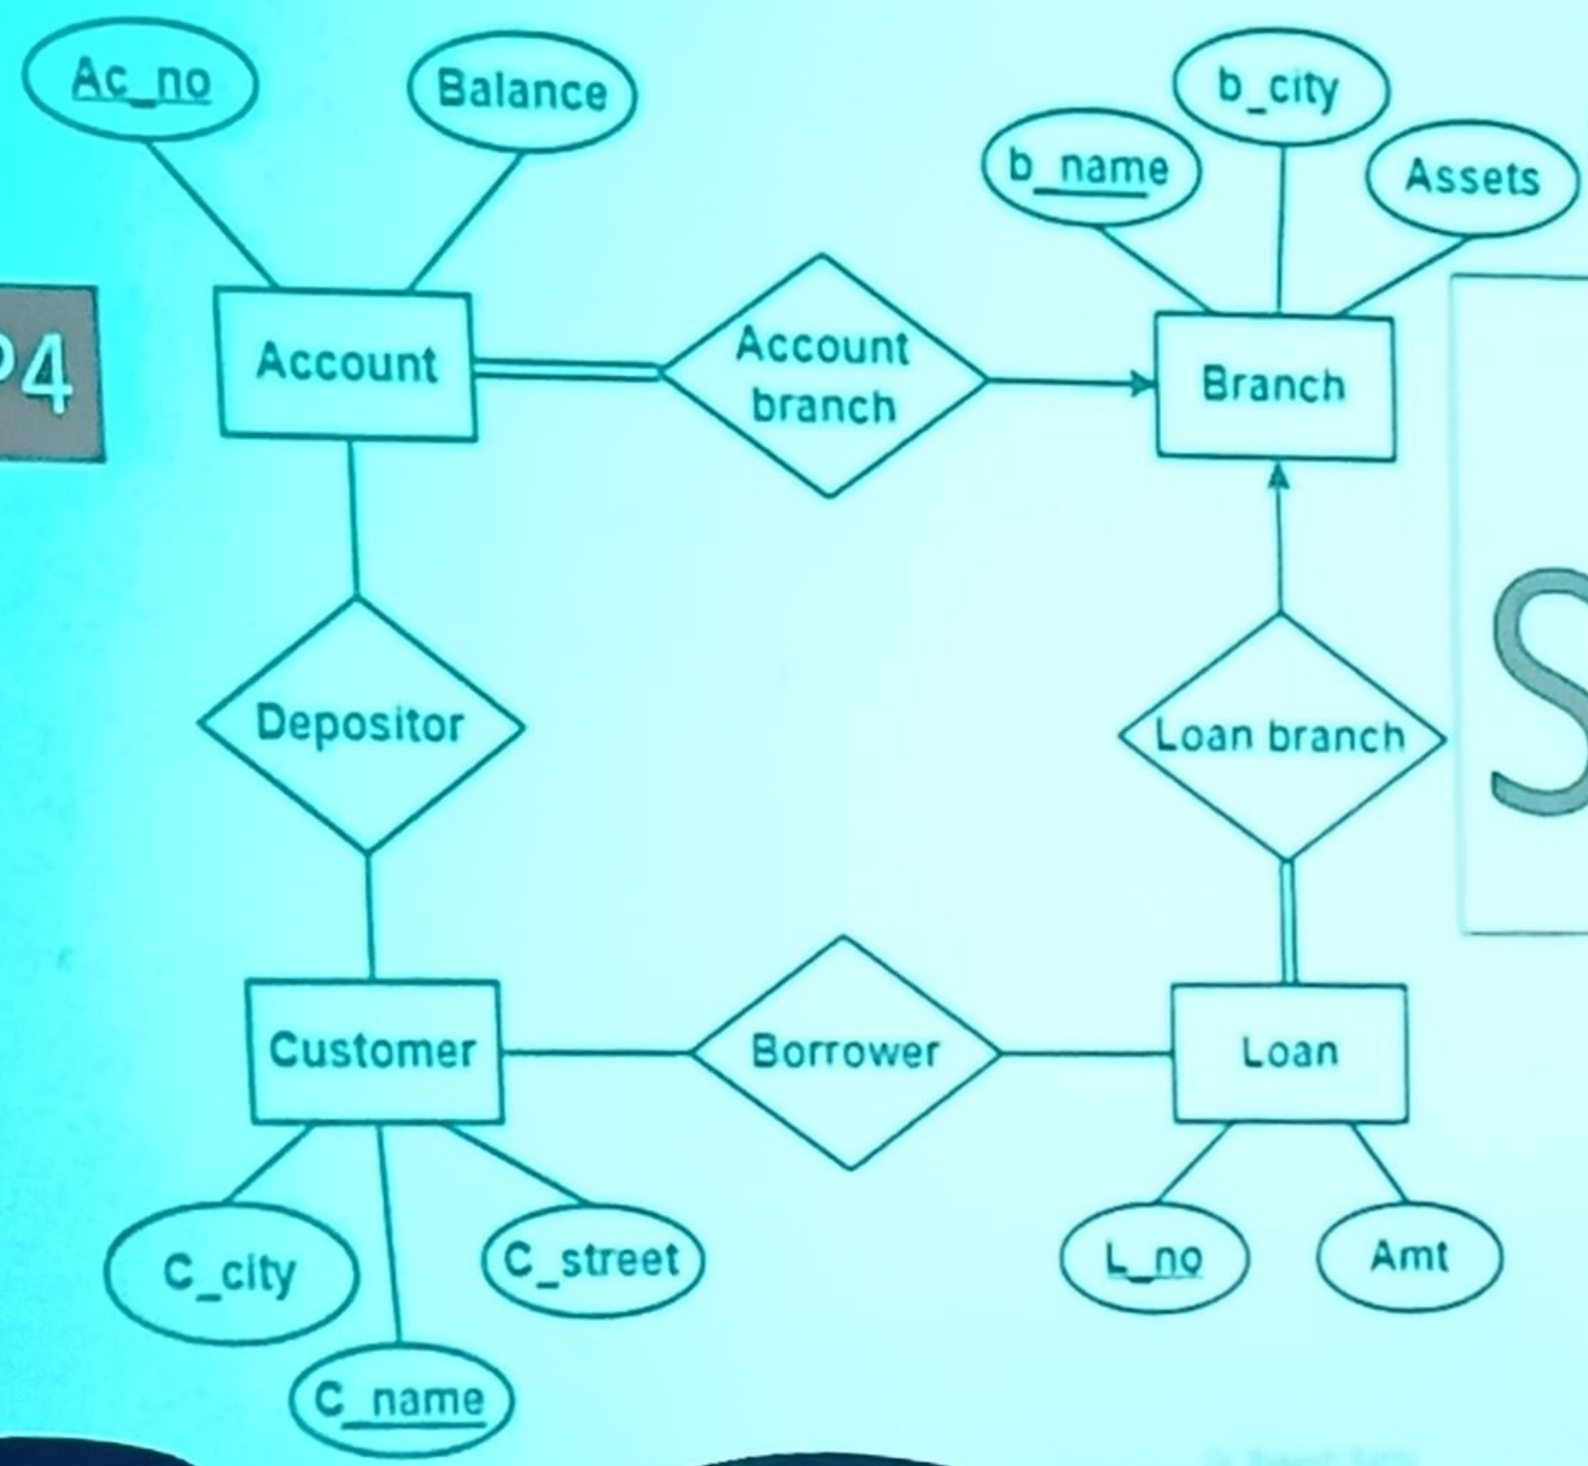 Ac_no
Balance
b_name
b_city
Assets
P4
Account
Account
branch
Branch
S
Depositor
Loan branch
Customer
Borrower
Loan
C_city
C_street
L_no
Amt
C_name